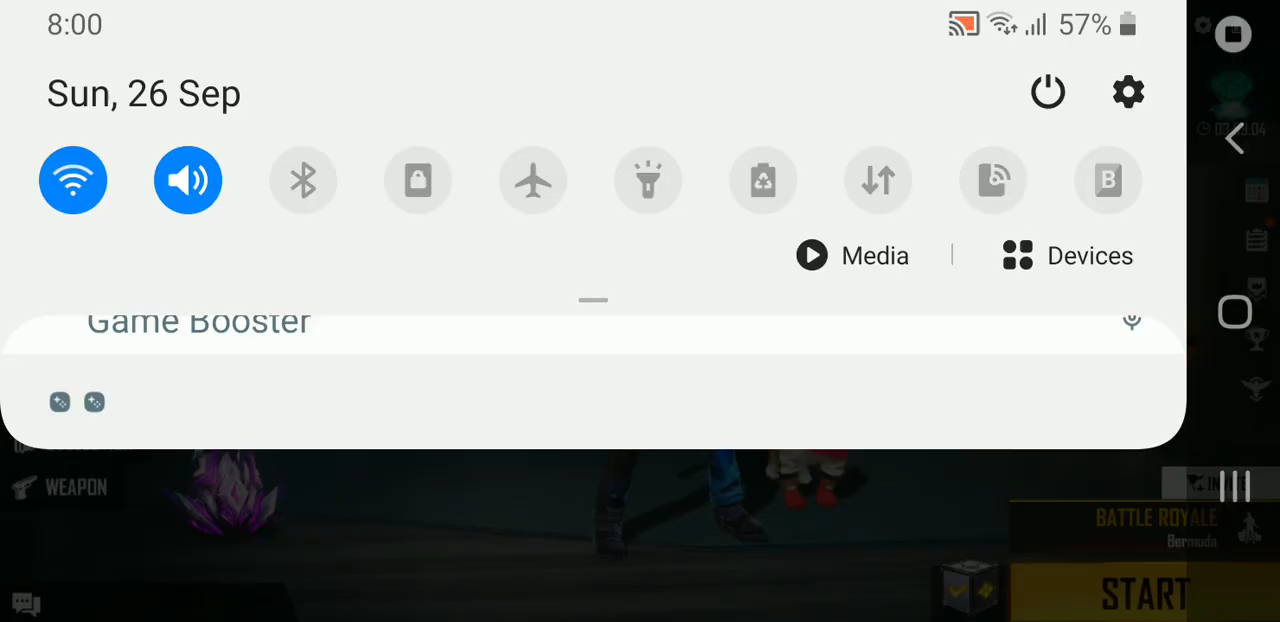 8:00
57%
Sun, 26 Sep
B
Media
Devices
Game Booster
WEAPON
BATTLE ROYALE
Bermuda
START